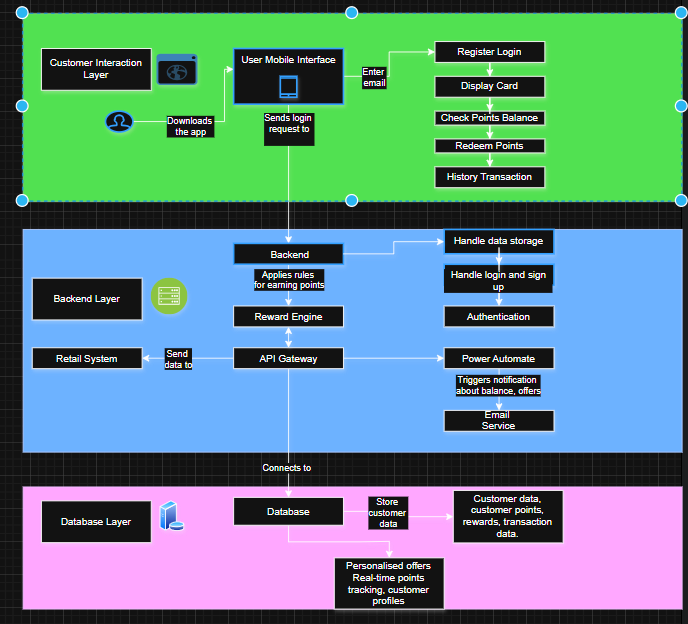 Customer Interaction
Layer
User Mobile Interface
Enter
email
Register Login
Display Card
Check Points Balance
Redeem Points
History Transaction
Downloads
the app
Sends login
request to
Backend Layer
Backend
Applies rules
for earning points
Reward Engine
API Gateway
Send
data to
Retail System
Handle data storage
Handle login and sign
up
Authentication
Power Automate
Triggers notification
about balance, offers
Email
Service
Connects to
Database Layer
Database
Store
customer
data
Customer data,
customer points,
rewards, transaction
data.
Personalised offers
Real-time points
tracking, customer
profiles